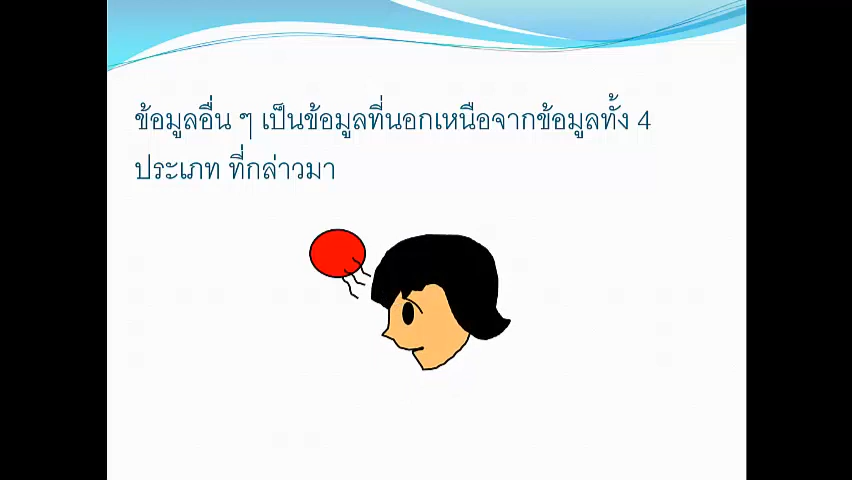 ข้อมูลอื่น ๆ เป็นข้อมูลที่นอกเหนือจากข้อมูลทั้ง 4
ประเภท ที่กล่าวมา